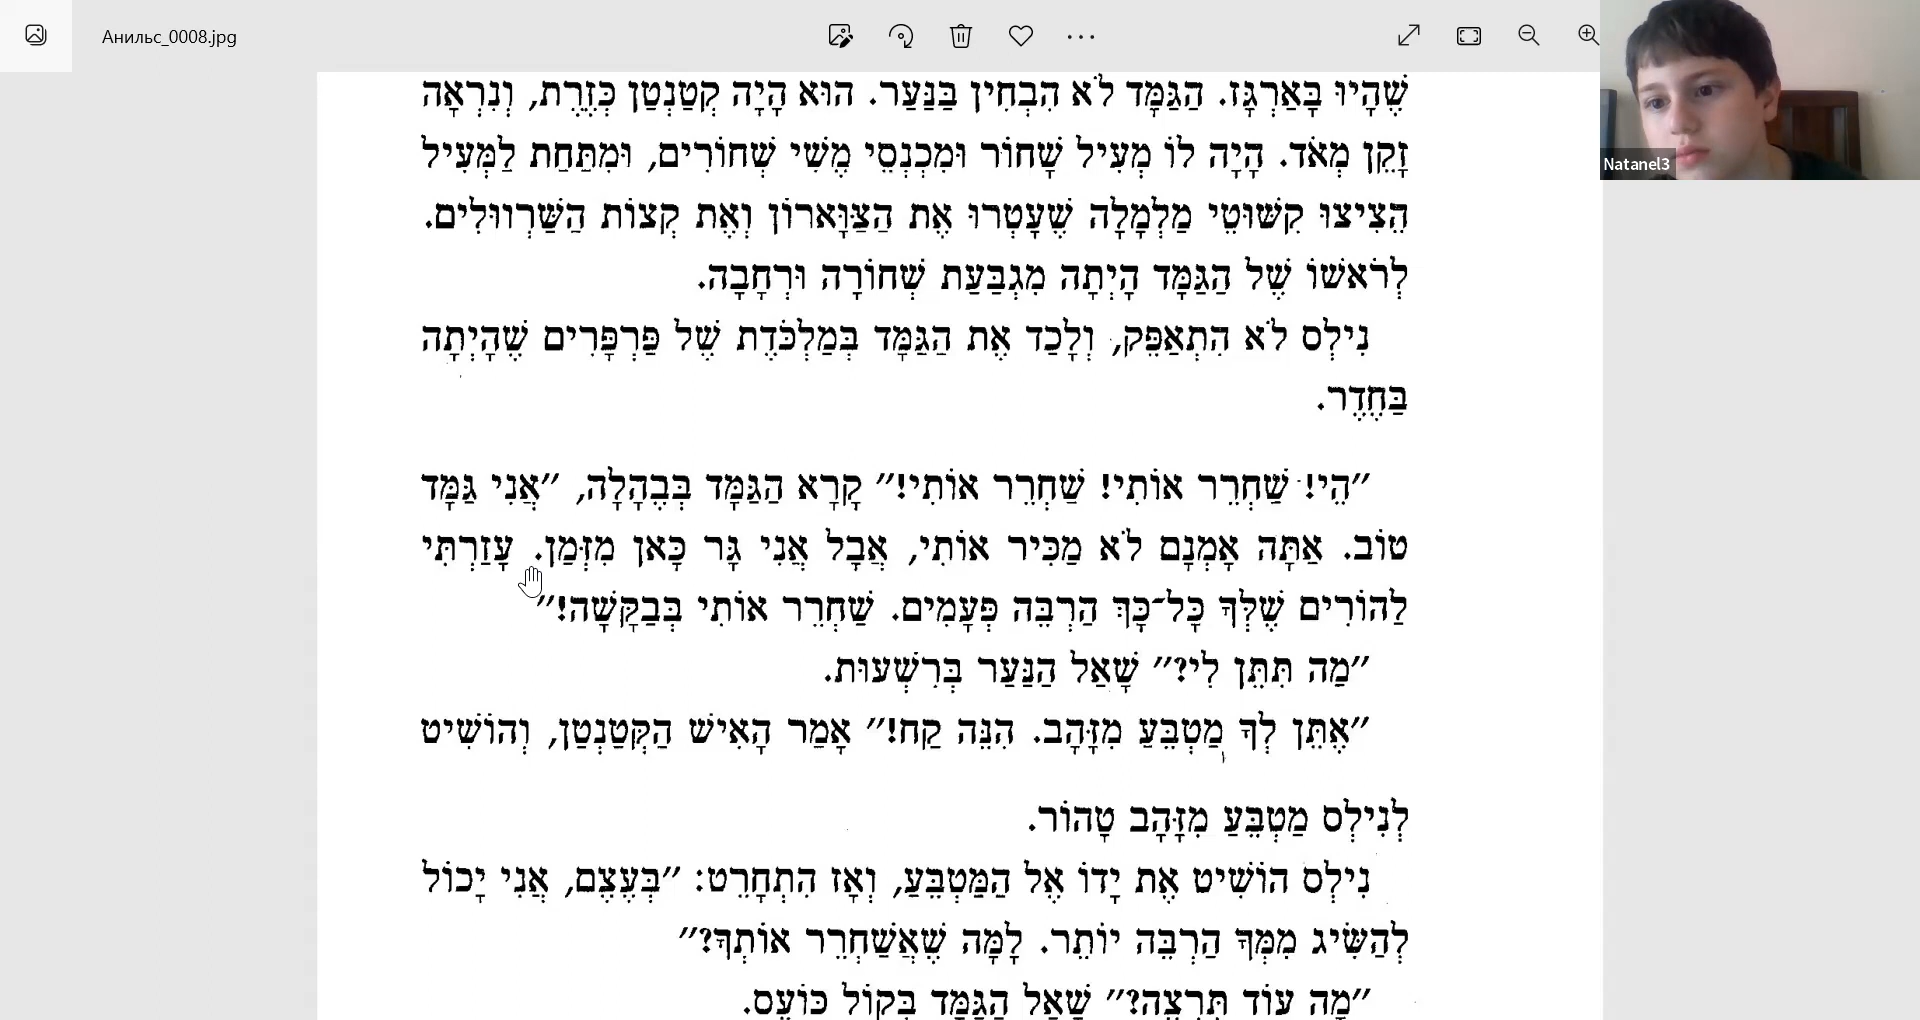 Анильс_0008.jpg
Natanel3
שֶׁהָיוּ בָּאַרְגָּז. הַגַּמָּד לֹא הִבְחִין בַּנַּעַר. הוּא הָיָה קְטַנְטַן כְּזֶרֶת, וְנִרְאָה
זָקֵן מְאֹד. הָיָה לוֹ מְעִיל שָׁחוֹר וּמִכְנְסֵי מֶשִׁי שְׁחוֹרִים, וּמִתַּחַת לַמְּעִיל
הֵצִיצוּ קִשּׁוּטֵי מַלְמָלָה שֶׁעָטְרוּ אֶת הַצַּוָּארוֹן וְאֶת קְצוֹת הַשַּׁרְווּלִים.
לְרֹאשׁוֹ שֶׁל הַגַּמָּד הָיְתָה מִגְבַּעַת שְׁחוֹרָה וּרְחָבָה.
נִילְס לֹא הִתְאַפֵּק, וְלָכַד אֶת הַגַּמָּד בְּמַלְכֹּדֶת שֶׁל פַּרְפָּרִים שֶׁהָיְתָה
בַּחֶדֶר.
״הֵי! שַׁחְרֵר אוֹתִי! שַׁחְרֵר אוֹתִי!״ קָרָא הַגַּמָּד בְּבֶהָלָה, ״אֲנִי גַּמָּד
טוֹב. אַתָּה אָמְנָם לֹא מַכִּיר אוֹתִי, אֲבָל אֲנִי גָּר כָּאן מִזְּמַן. עָזַרְתִּי
לַהוֹרִים שֶׁלְּךָ כָּל־כָּךְ הַרְבֵּה פְּעָמִים. שַׁחְרֵר אוֹתִי בְּבַקָּשָׁה!״
״מַה תִּתֵּן לִי?״ שָׁאַל הַנַּעַר בְּרִשְׁעוּת.
״אֶתֵּן לְךָ מַטְבֵּעַ מִזָּהָב. הִנֵּה קַח!״ אָמַר הָאִישׁ הַקְּטַנְטַן, וְהוֹשִׁיט
לְנִילְס מַטְבֵּעַ מִזָּהָב טָהוֹר.
נִילְס הוֹשִׁיט אֶת יָדוֹ אֶל הַמַּטְבֵּעַ, וְאָז הִתְחָרֵט: ״בְּעֶצֶם, אֲנִי יָכוֹל
לְהַשִּׂיג מִמְּךָ הַרְבֵּה יוֹתֵר. לָמָּה שֶׁאֲשַׁחְרֵר אוֹתְךָ?״
״מָה עוֹד תִּרְצֶה?״ שָׁאַל הַגַּמָּד בְּקוֹל כּוֹעֵס.